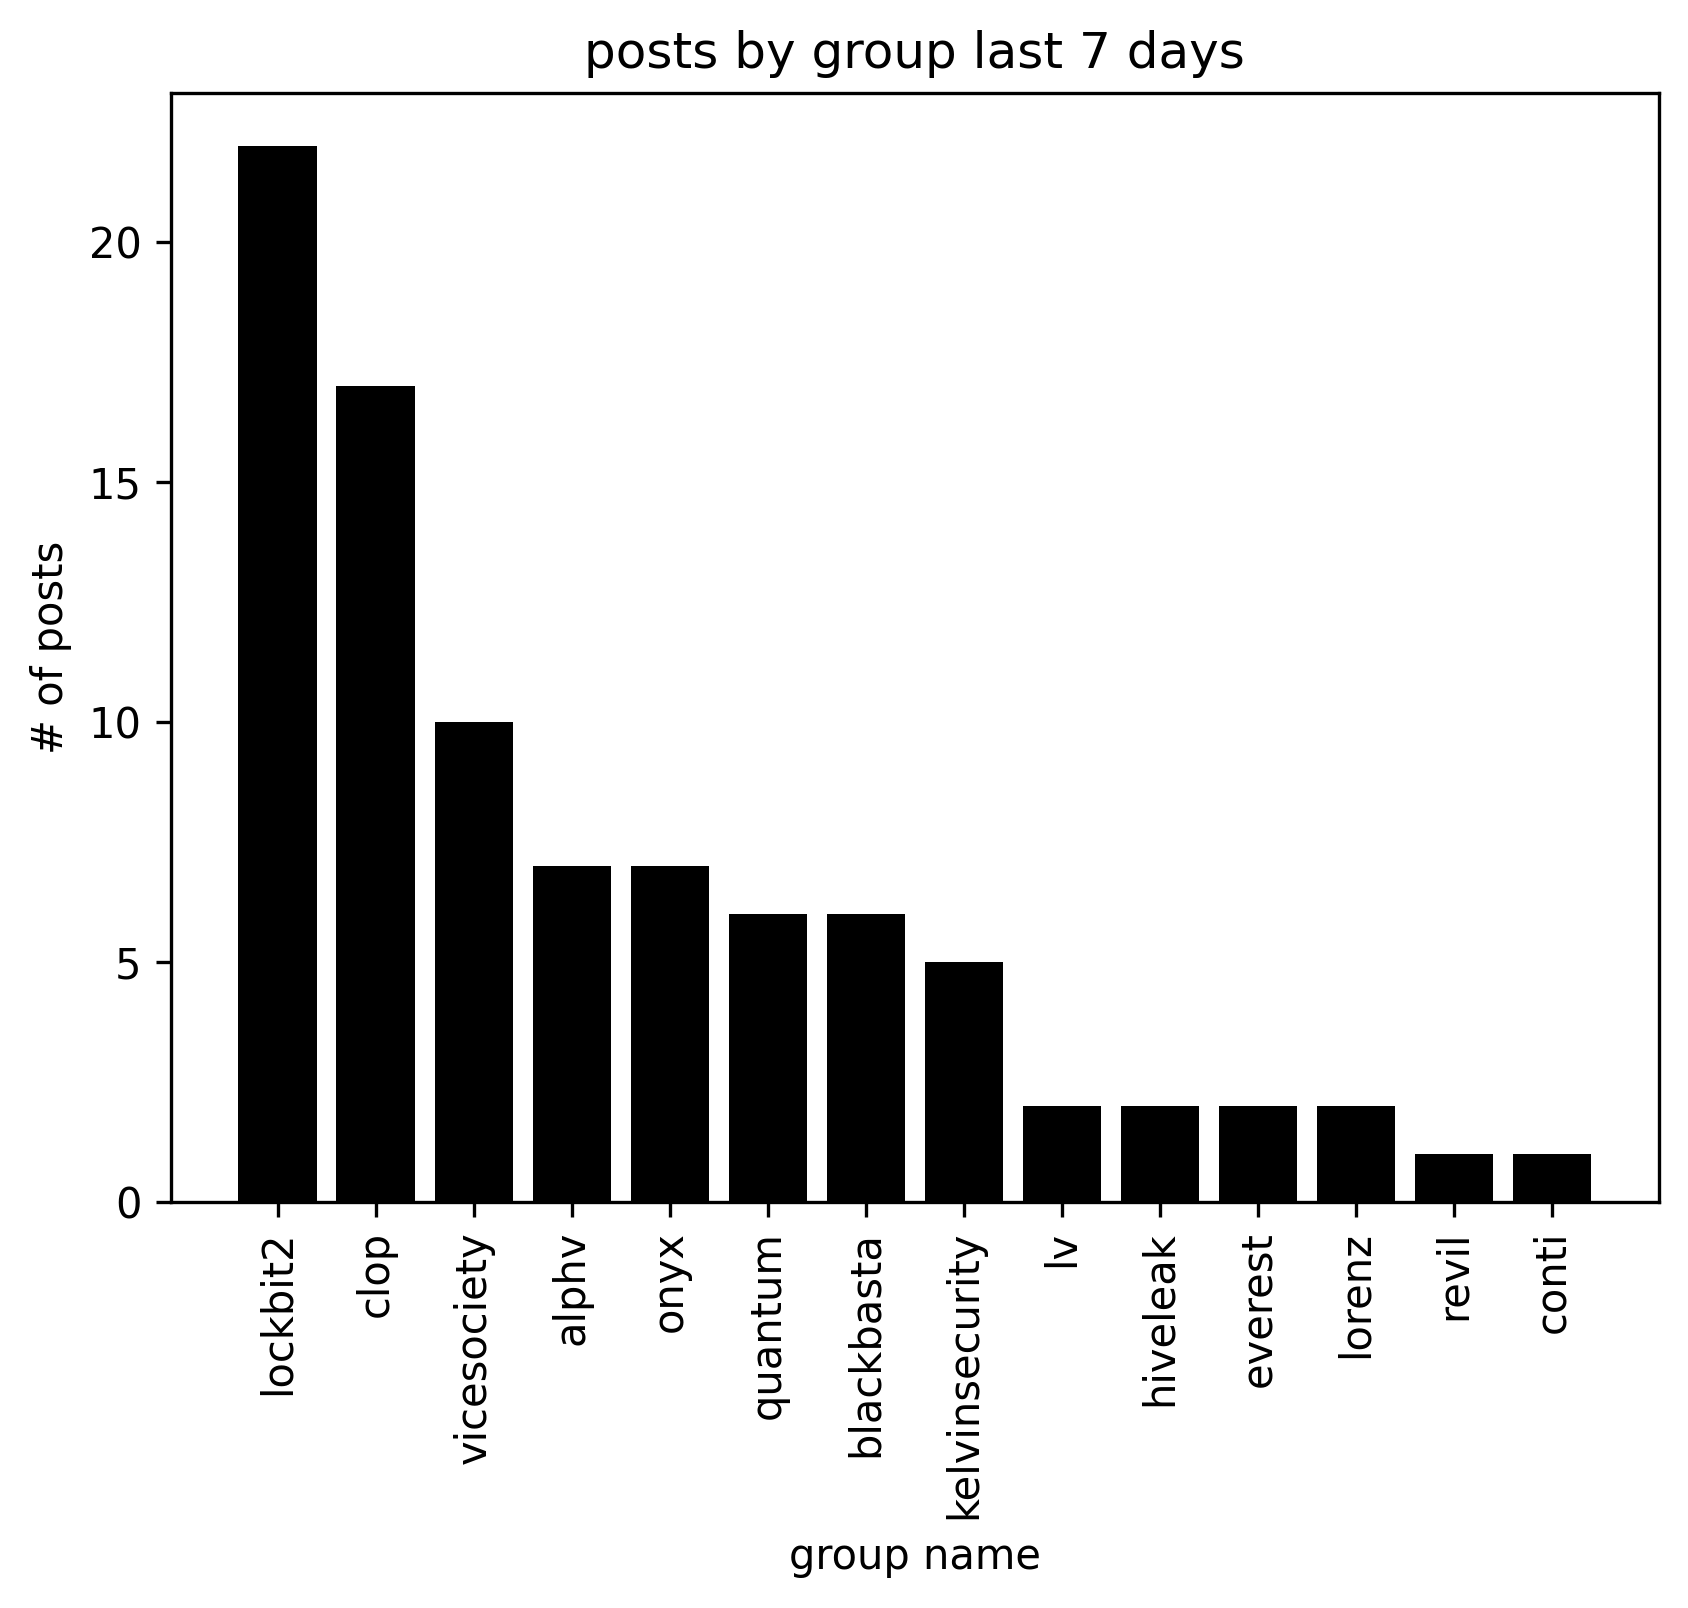 posts by group last 7 days
# of posts
20
15
10
5
0
lockbit2
clop
vicesociety
alphv
onyx
quantum
blackbasta
kelvinsecurity
lv
hiveleak
everest
lorenz
revil
conti
group name